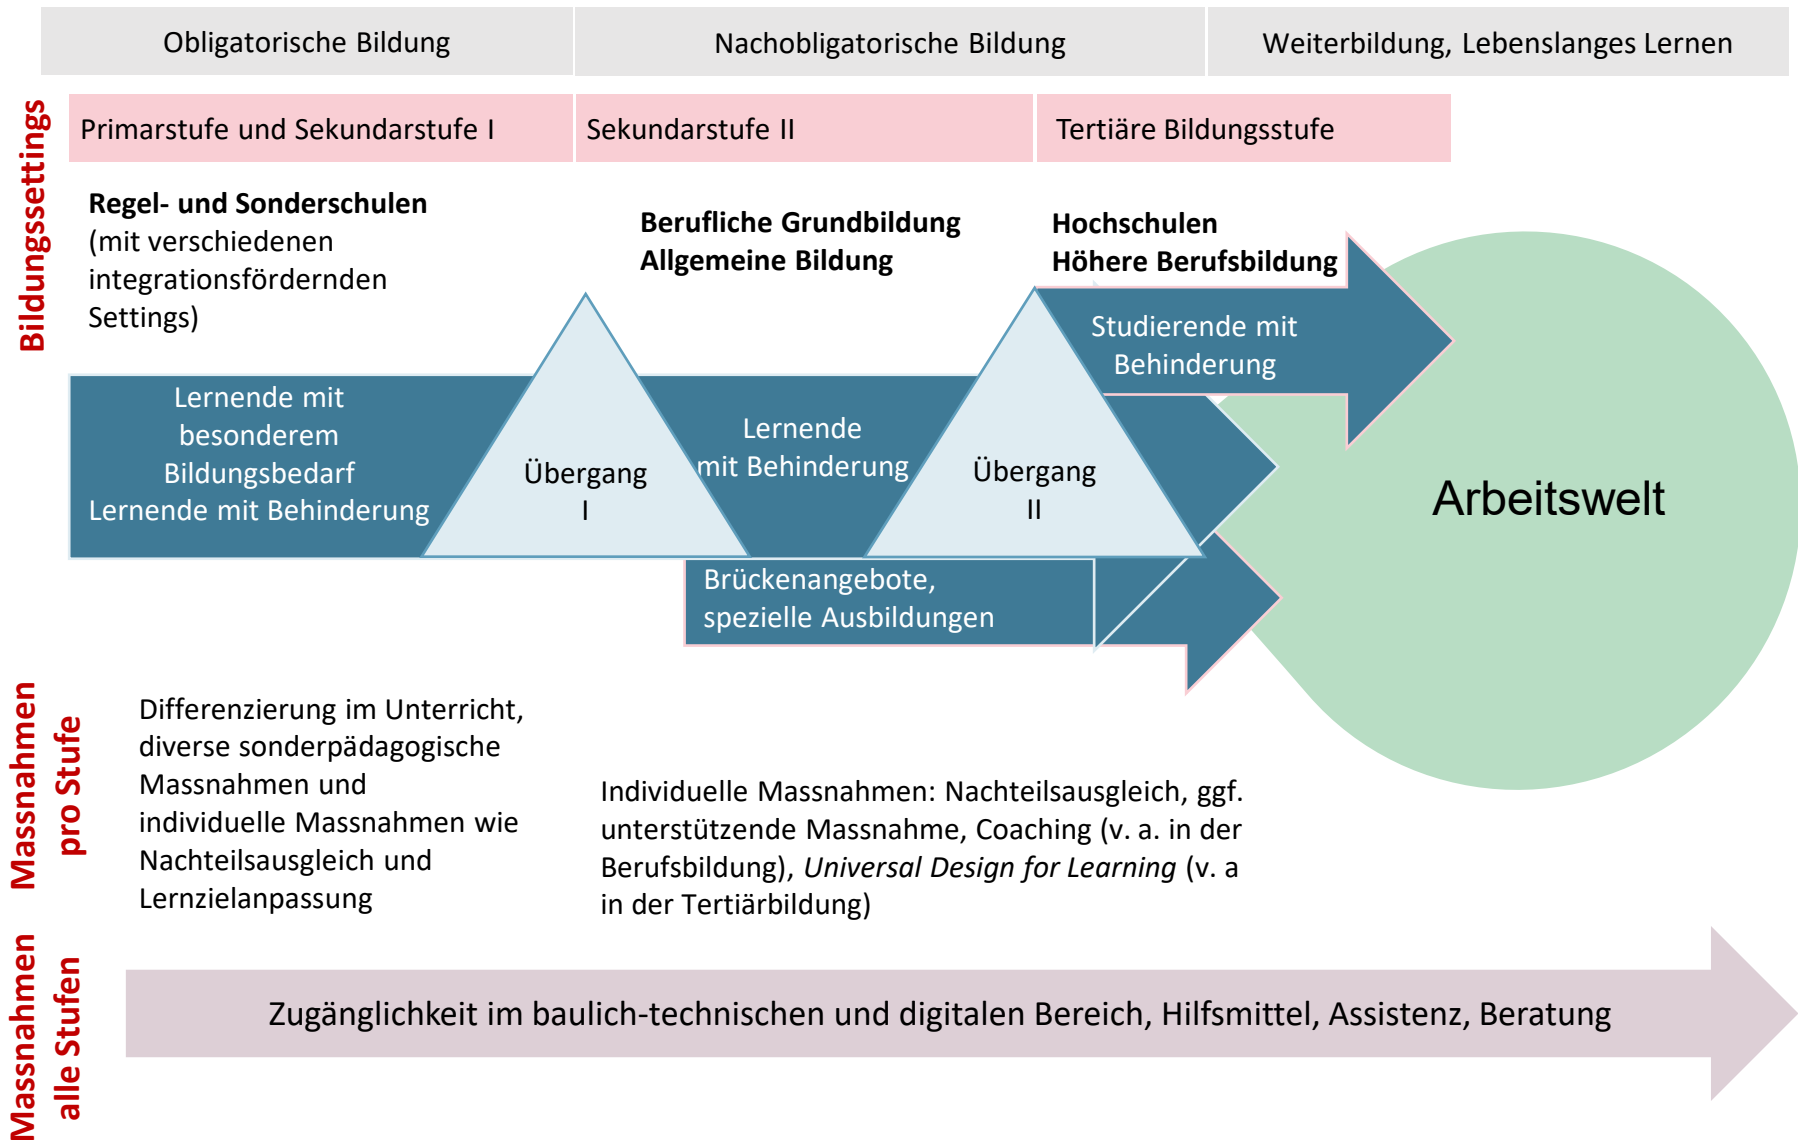 Obligatorische Bildung
Nachobligatorische Bildung
Weiterbildung, Lebenslanges Lernen
Bildungssettings
Primarstufe und Sekundarstufe I
Sekundarstufe II
Tertiäre Bildungsstufe
Regel- und Sonderschulen
(mit verschiedenen
integrationsfördernden
Settings)
Berufliche Grundbildung
Allgemeine Bildung
Hochschulen
Höhere Berufsbildung
Studierende mit
Behinderung
Lernende mit
besonderem
Bildungsbedarf
Lernende mit Behinderung
Übergang
I
Lernende
mit Behinderung
Übergang
II
Arbeitswelt
Brückenangebote,
spezielle Ausbildungen
Massnahmen
pro Stufe
Differenzierung im Unterricht,
diverse sonderpädagogische
Massnahmen und
individuelle Massnahmen wie
Nachteilsausgleich und
Lernzielanpassung
Individuelle Massnahmen: Nachteilsausgleich, ggf.
unterstützende Massnahme, Coaching (v. a. in der
Berufsbildung), Universal Design for Learning (v. a
in der Tertiärbildung)
Massnahmen
alle Stufen
Zugänglichkeit im baulich-technischen und digitalen Bereich, Hilfsmittel, Assistenz, Beratung